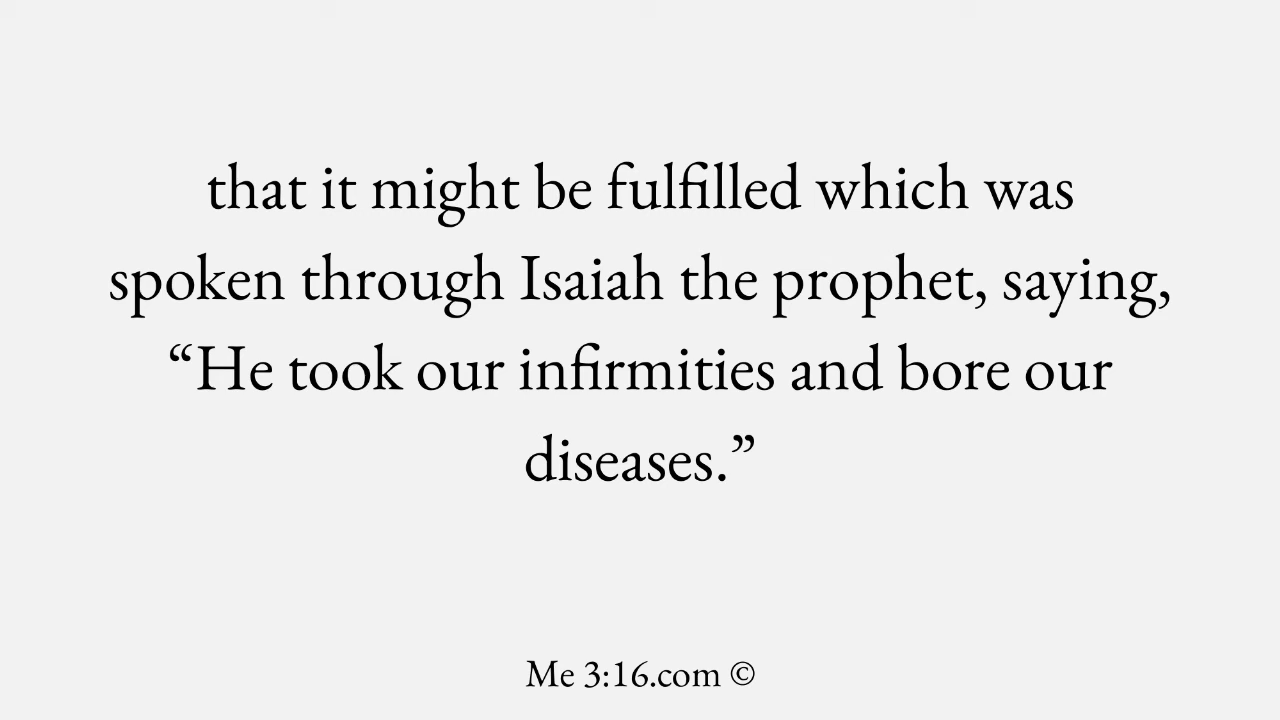 that it might be fulfilled which was
spoken through Isaiah the prophet, saying,
“He took our infirmities and bore our
diseases.”
Me 3:16.com ©